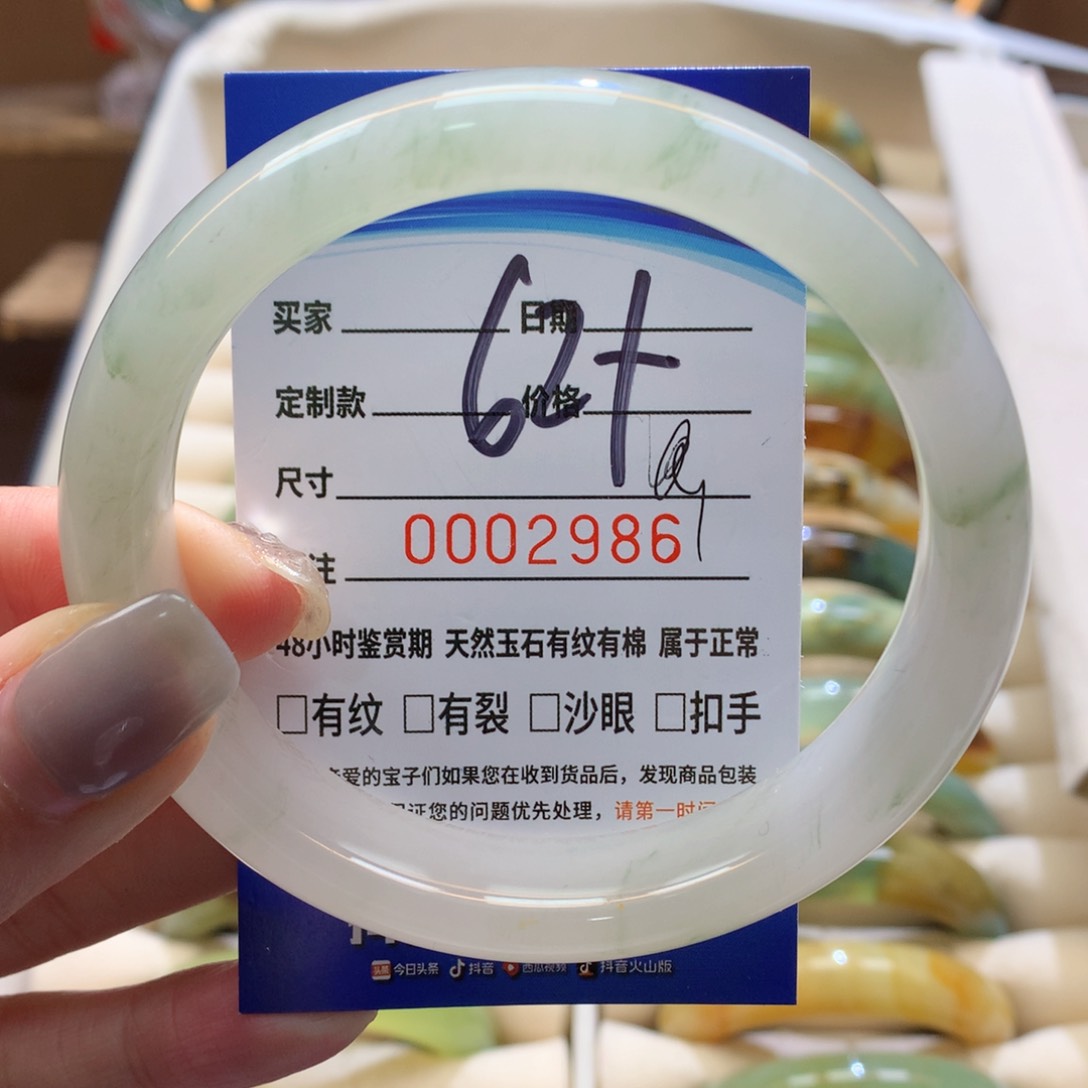 买家 日期
62+
定制款 价格
尺寸
注 0002986
48小时鉴赏期 天然玉石有纹有棉 属于正常
□有纹 □有裂 □沙眼 □扣手
亲爱的宝子们如果您在收到货品后，发现商品包装
证您的问题优先处理，请第一时间
头条 今日头条 抖音 西瓜视频 抖音火山版